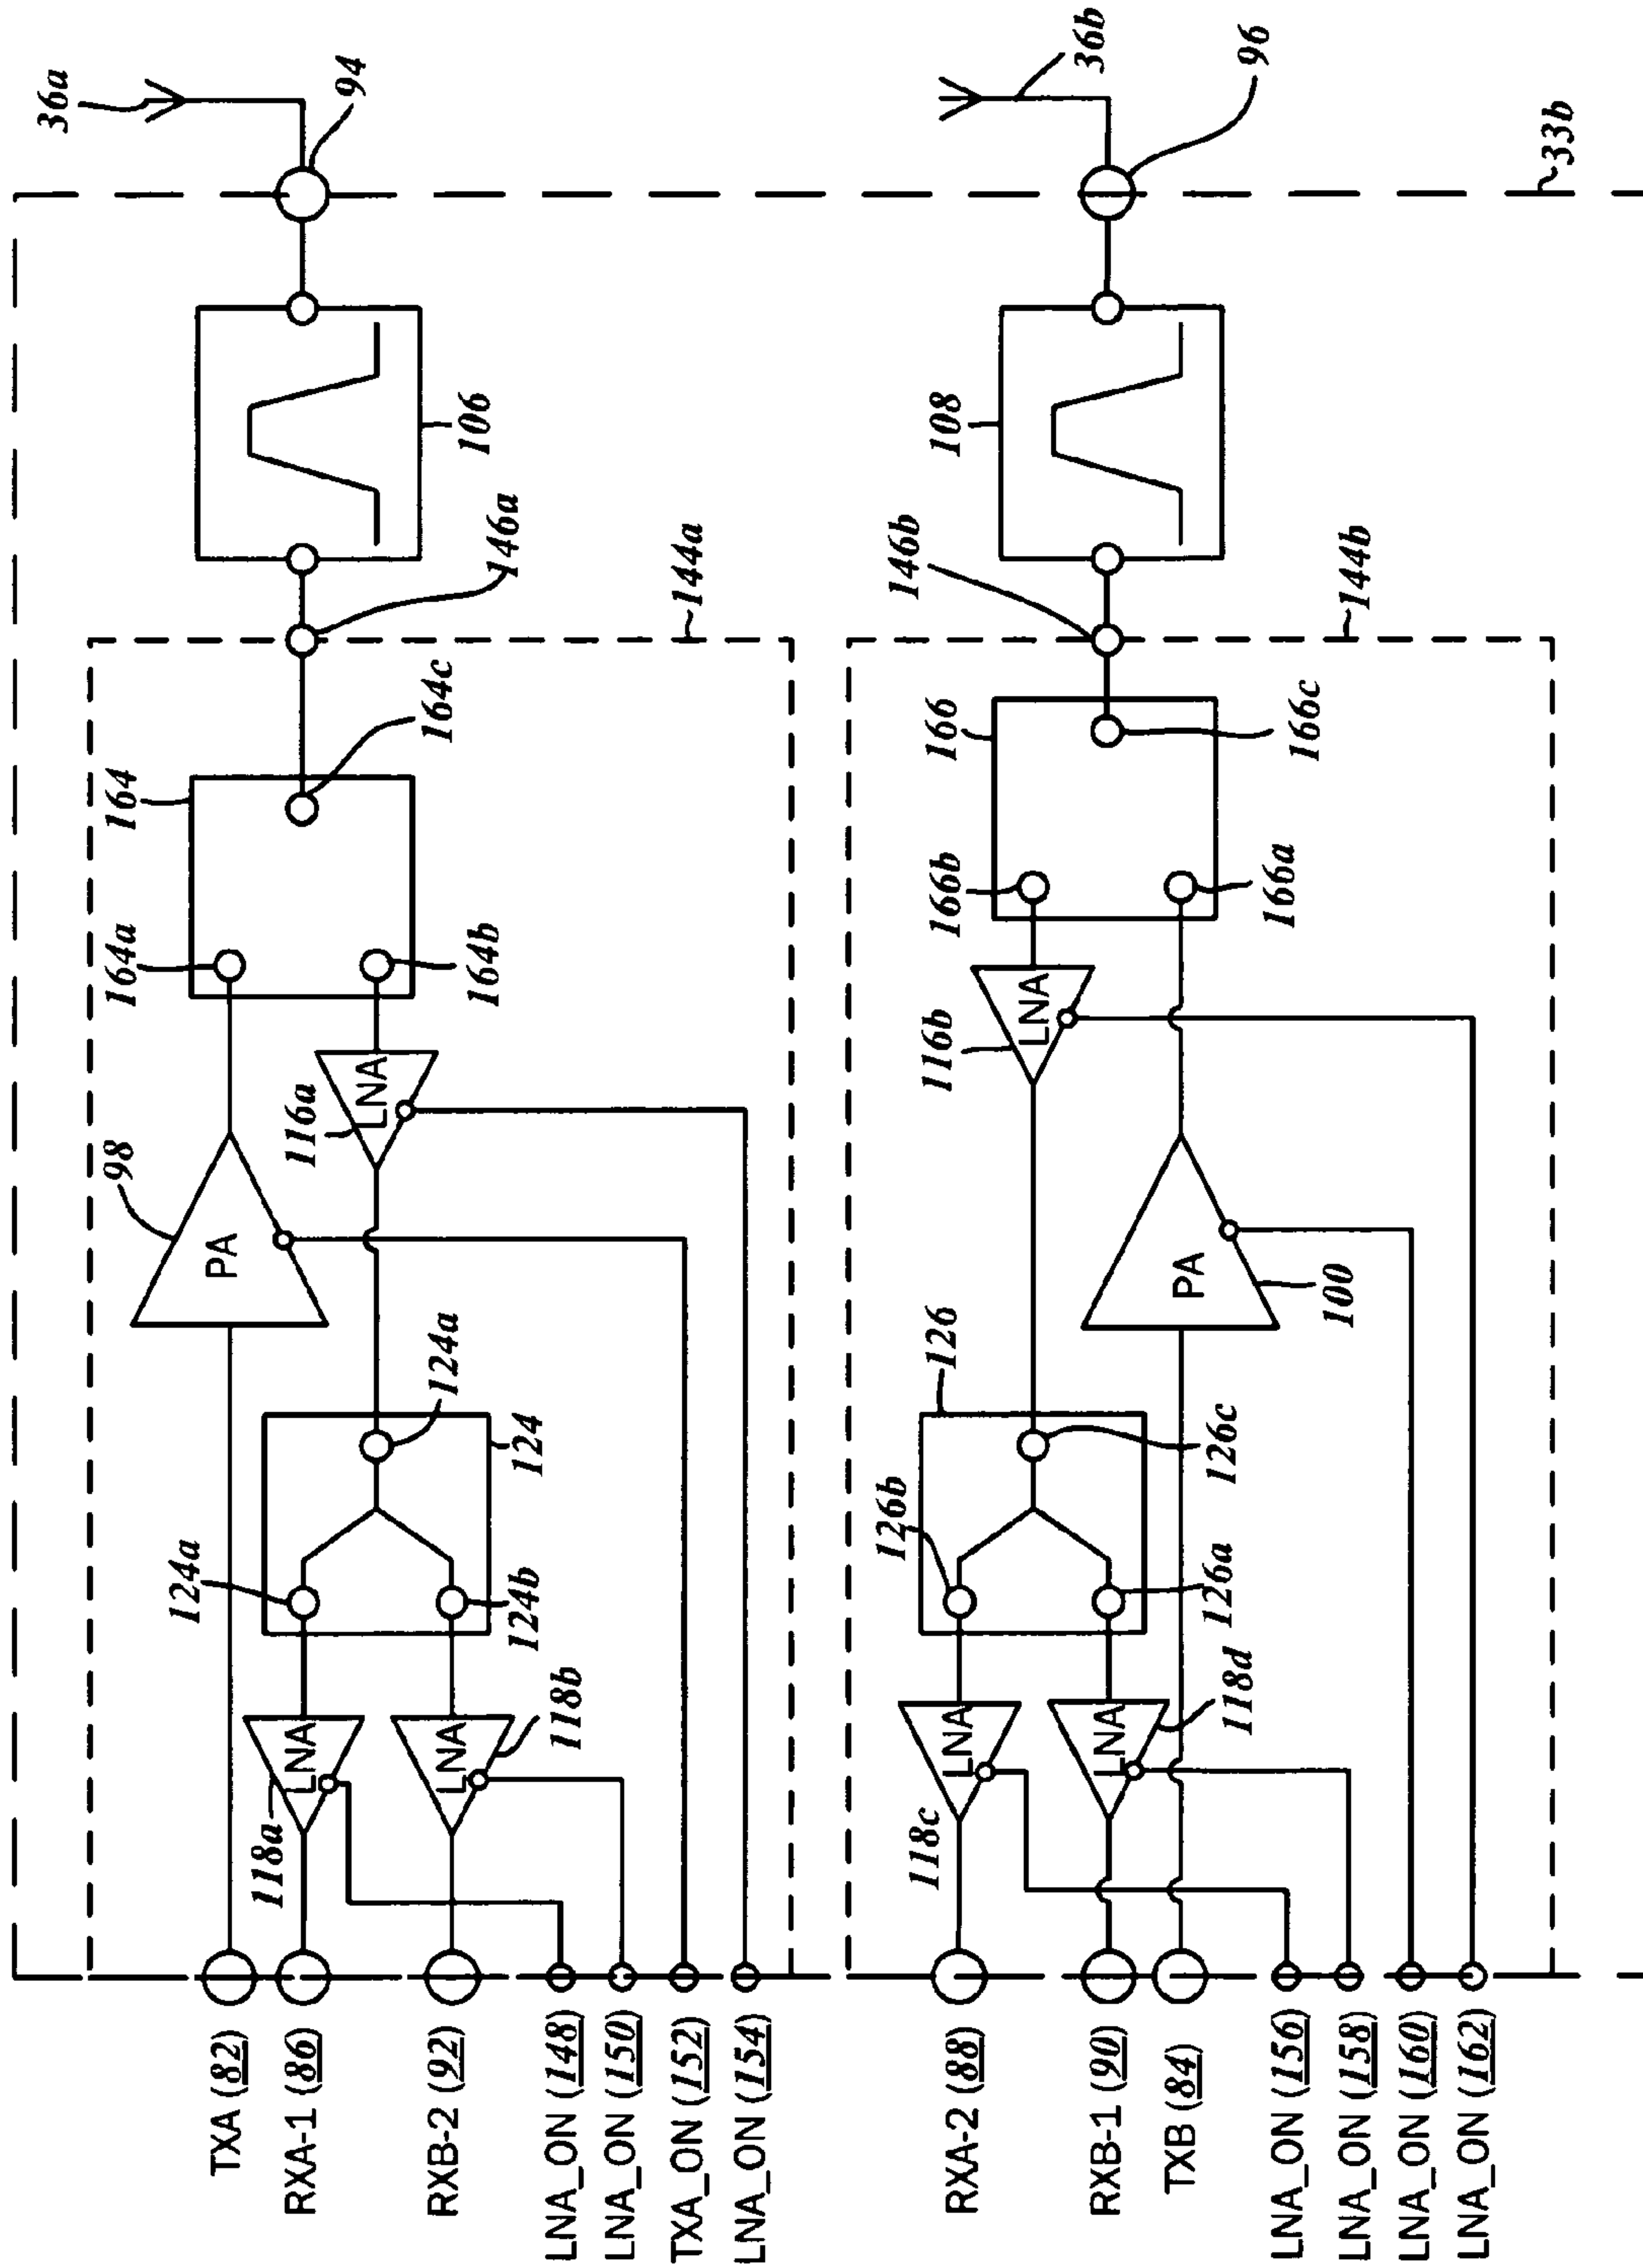 36a
94
106
146a
144a
164
164c
164a
164b
98
PA
116a
LNA
124a
124a
124
124b
118a
LNA
118b
LNA
TXA (82)
RXA-1 (86)
RXB-2 (92)
LNA_ON (148)
LNA_ON (150)
TXA_ON (152)
LNA_ON (154)
36b
96
33b
108
146b
144b
166
166c
166b
166a
116b
LNA
PA
100
126
126c
126b
126a
118c
LNA
118d
LNA
RXA-2 (88)
RXB-1 (90)
TXB (84)
LNA_ON (156)
LNA_ON (158)
LNA_ON (160)
LNA_ON (162)